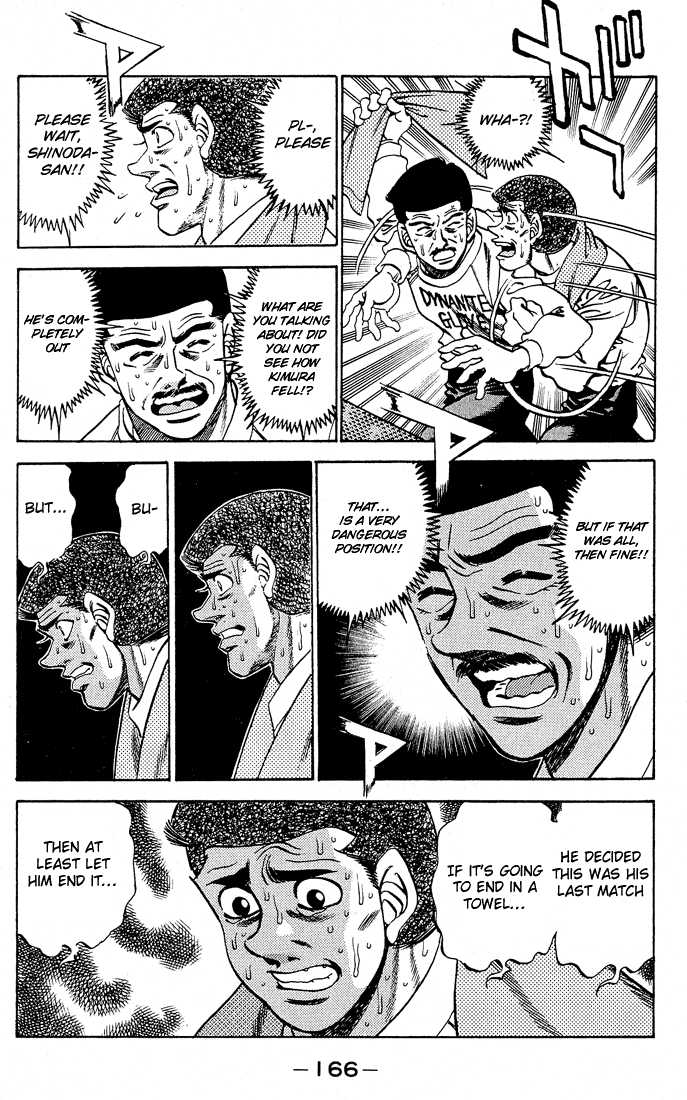 ガバッ
WHA-?!
DYNAMITE
GLOVE
PL-,
PLEASE
PLEASE
WAIT,
SHINODA-
SAN!!
WHAT ARE
YOU TALKING
ABOUT! DID
YOU NOT
SEE HOW
KIMURA
FELL!?
HE'S COM-
PLETELY
OUT
BUT IF THAT
WAS ALL,
THEN FINE!!
THAT...
IS A VERY
DANGEROUS
POSITION!!
BU-
BUT...
HE DECIDED
THIS WAS HIS
LAST MATCH
IF IT'S GOING
TO END IN A
TOWEL...
THEN AT
LEAST LET
HIM END IT...
-166-